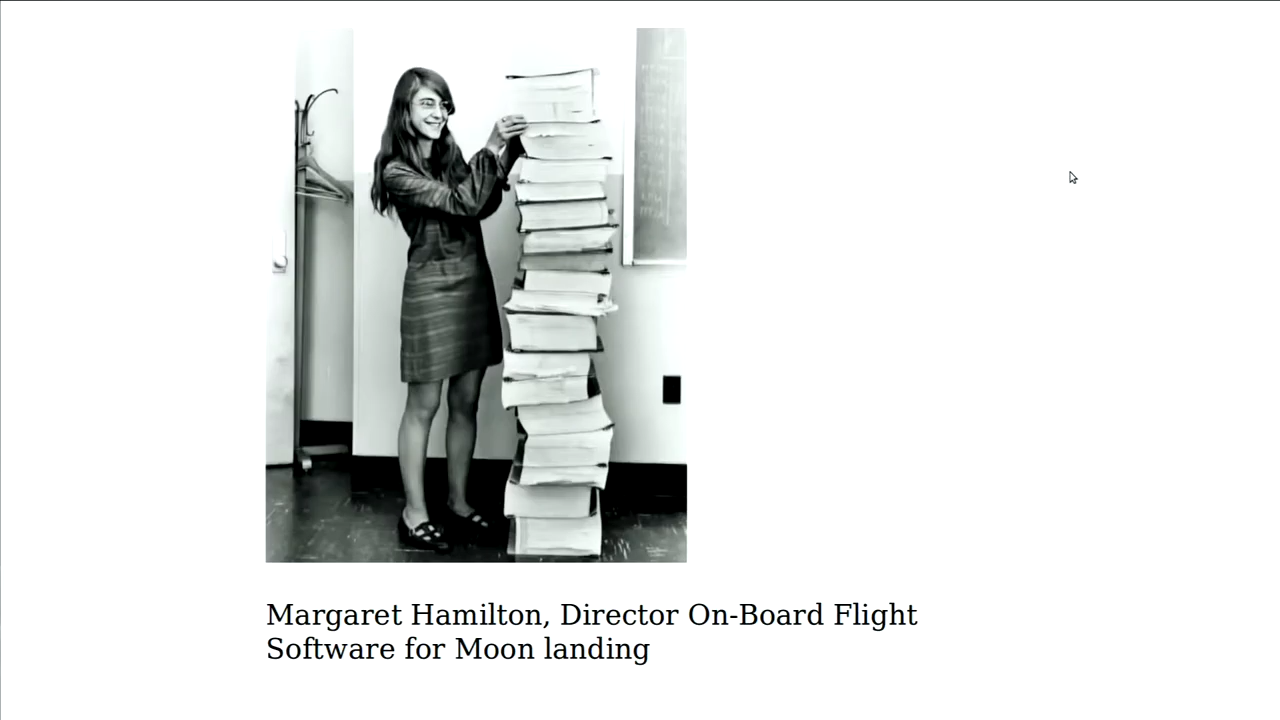 Margaret Hamilton, Director On-Board Flight
Software for Moon landing